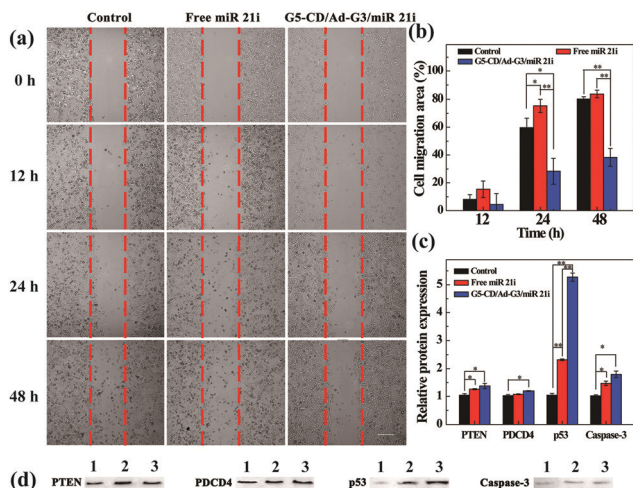 (a)
Control Free miR 21i G5-CD/Ad-G3/miR 21i
0 h
12 h
24 h
48 h
(b)
Control Free miR 21i
G5-CD/Ad-G3/miR 21i
Cell migration area (%)
100
80
60
40
20
0
* * ** ** **
12 24 48
Time (h)
(c)
Control
Free miR 21i
G5-CD/Ad-G3/miR 21i
Relative protein expression
5
4
3
2
1
0
* * * ** ** ** * *
PTEN PDCD4 p53 Caspase-3
(d)
1 2 3 1 2 3 1 2 3 1 2 3
PTEN PDCD4 p53 Caspase-3